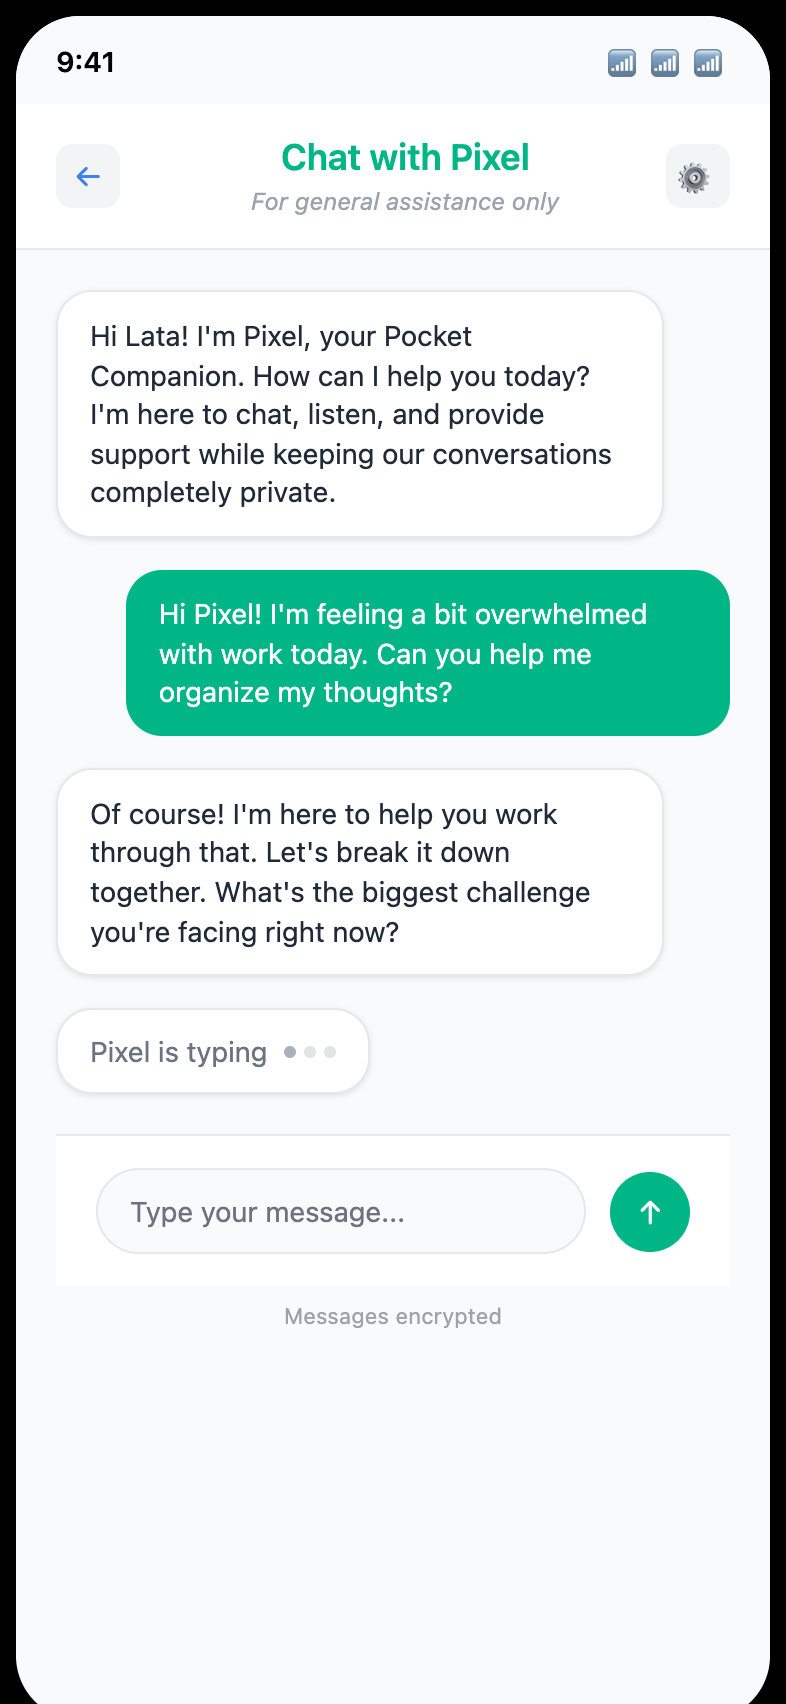 9:41
Chat with Pixel
For general assistance only
Hi Lata! I'm Pixel, your Pocket
Companion. How can I help you today?
I'm here to chat, listen, and provide
support while keeping our conversations
completely private.
Hi Pixel! I'm feeling a bit overwhelmed
with work today. Can you help me
organize my thoughts?
Of course! I'm here to help you work
through that. Let's break it down
together. What's the biggest challenge
you're facing right now?
Pixel is typing
Type your message...
Messages encrypted